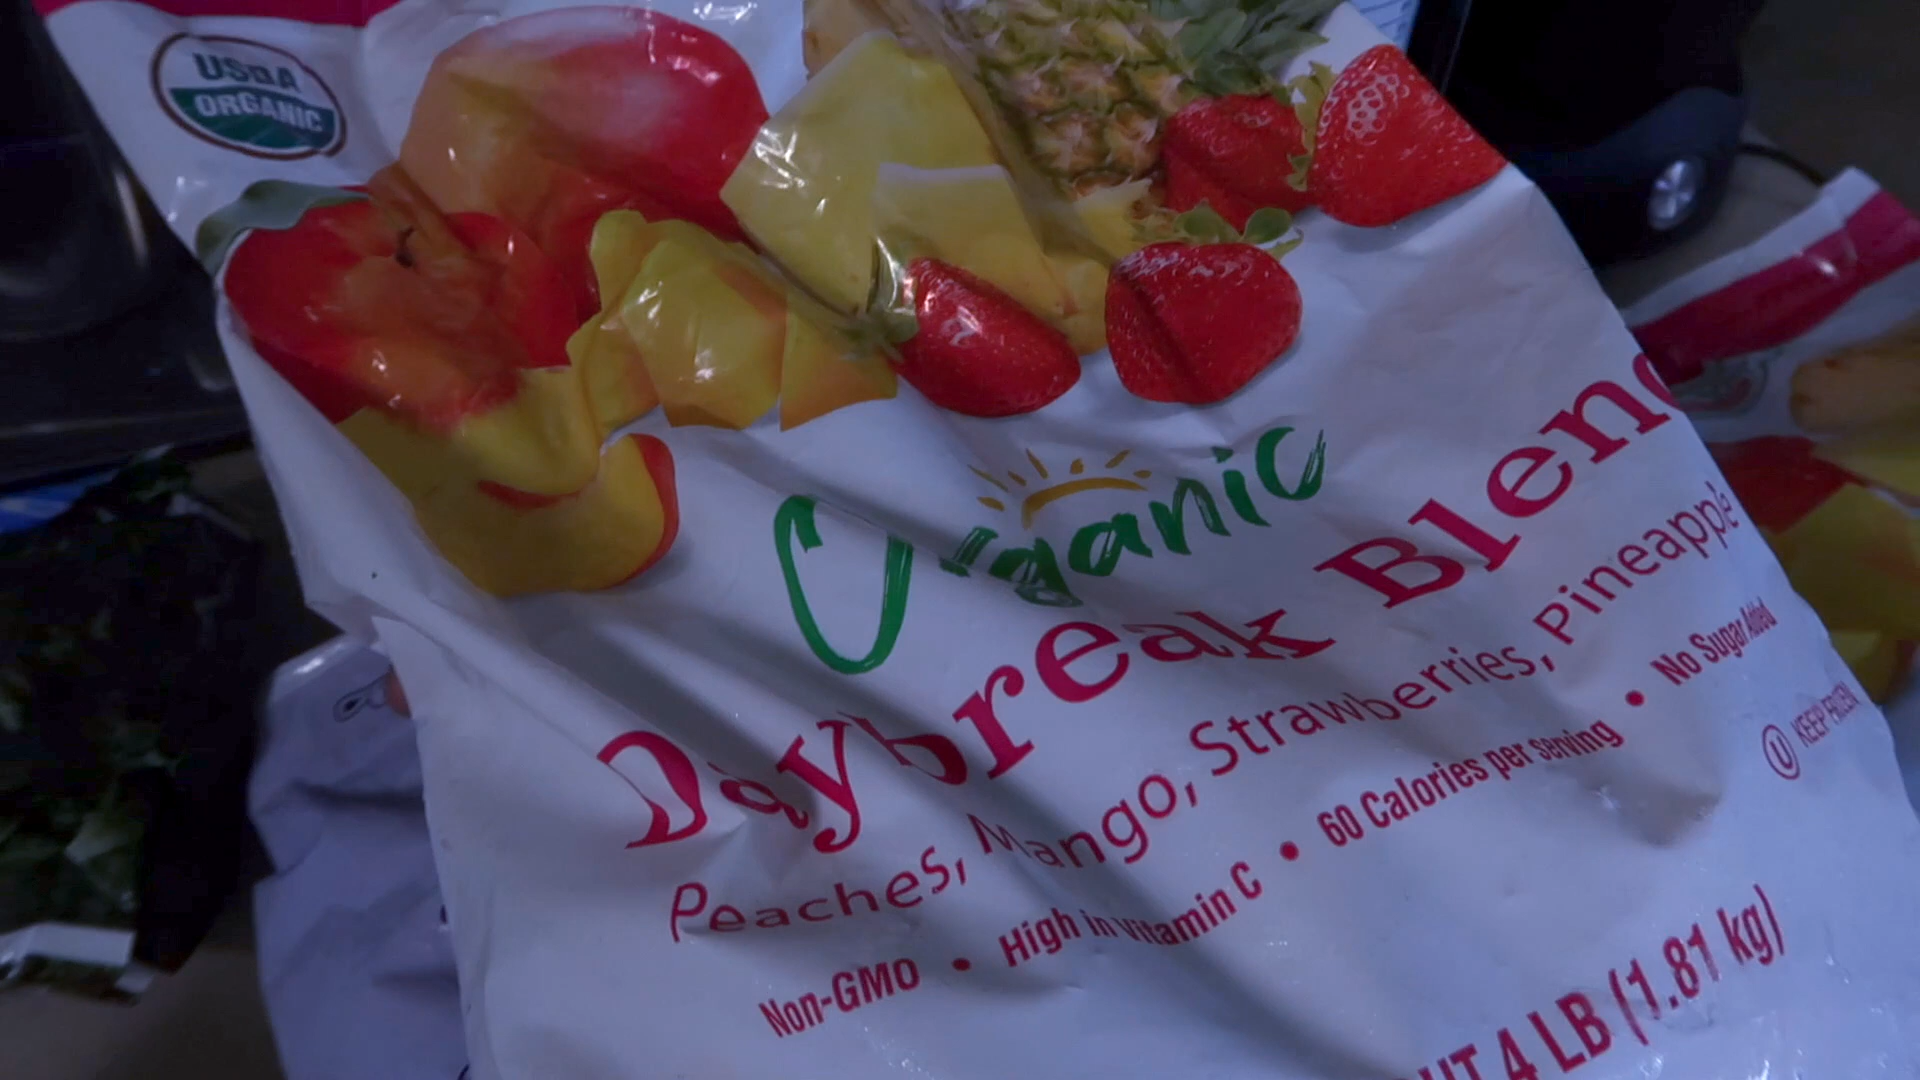 USDA
ORGANIC
Organic
Daybreak Blend
Peaches, Mango, Strawberries, Pineapple
Non-GMO • High in Vitamin C • 60 Calories per serving • No Sugar Added
U KEEP FROZEN
4 LB (1.81 kg)